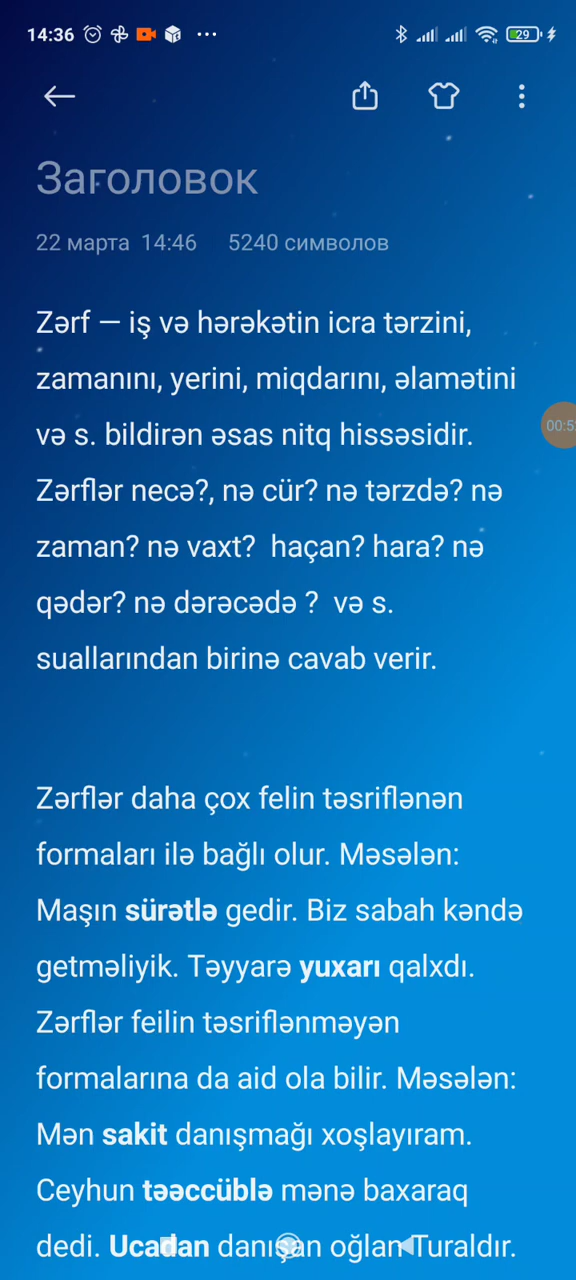 14:36
29
Заголовок
22 марта 14:46 5240 символов
Zərf — iş və hərəkətin icra tərzini,
zamanını, yerini, miqdarını, əlamətini
və s. bildirən əsas nitq hissəsidir.
00:5
Zərflər necə?, nə cür? nə tərzdə? nə
zaman? nə vaxt?  haçan? hara? nə
qədər? nə dərəcədə ?  və s.
suallarından birinə cavab verir.
Zərflər daha çox felin təsriflənən
formaları ilə bağlı olur. Məsələn:
Maşın sürətlə gedir. Biz sabah kəndə
getməliyik. Təyyarə yuxarı qalxdı.
Zərflər feilin təsriflənməyən
formalarına da aid ola bilir. Məsələn:
Mən sakit danışmağı xoşlayıram.
Ceyhun təəccüblə mənə baxaraq
dedi. Ucadan danışan oğlan Turaldır.